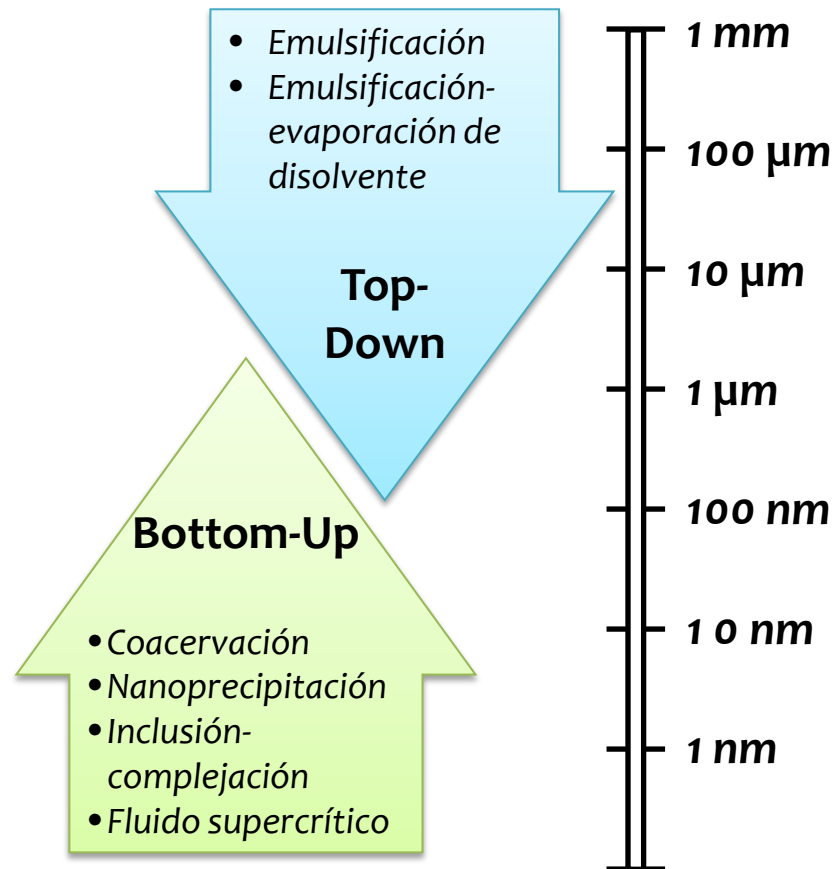 • Emulsificación
• Emulsificación-
evaporación de
disolvente
Top-
Down
Bottom-Up
•Coacervación
•Nanoprecipitación
•Inclusión-
complejación
•Fluido supercrítico
1 mm
100 µm
10 µm
1 µm
100 nm
1 0 nm
1 nm